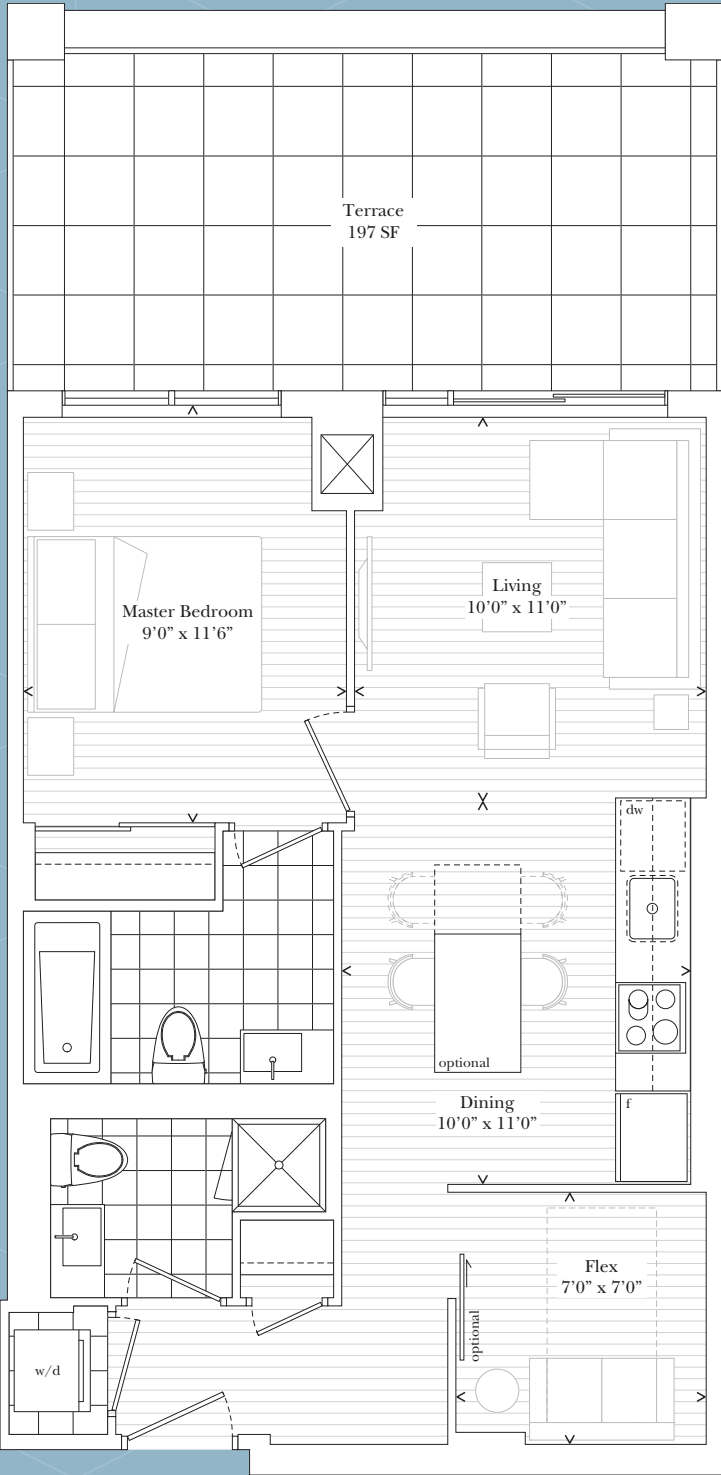 Terrace
197 SF
Master Bedroom
9’0” x 11’6”
Living
10’0” x 11’0”
dw
optional
Dining
10’0” x 11’0”
f
Flex
7’0” x 7’0”
optional
w/d